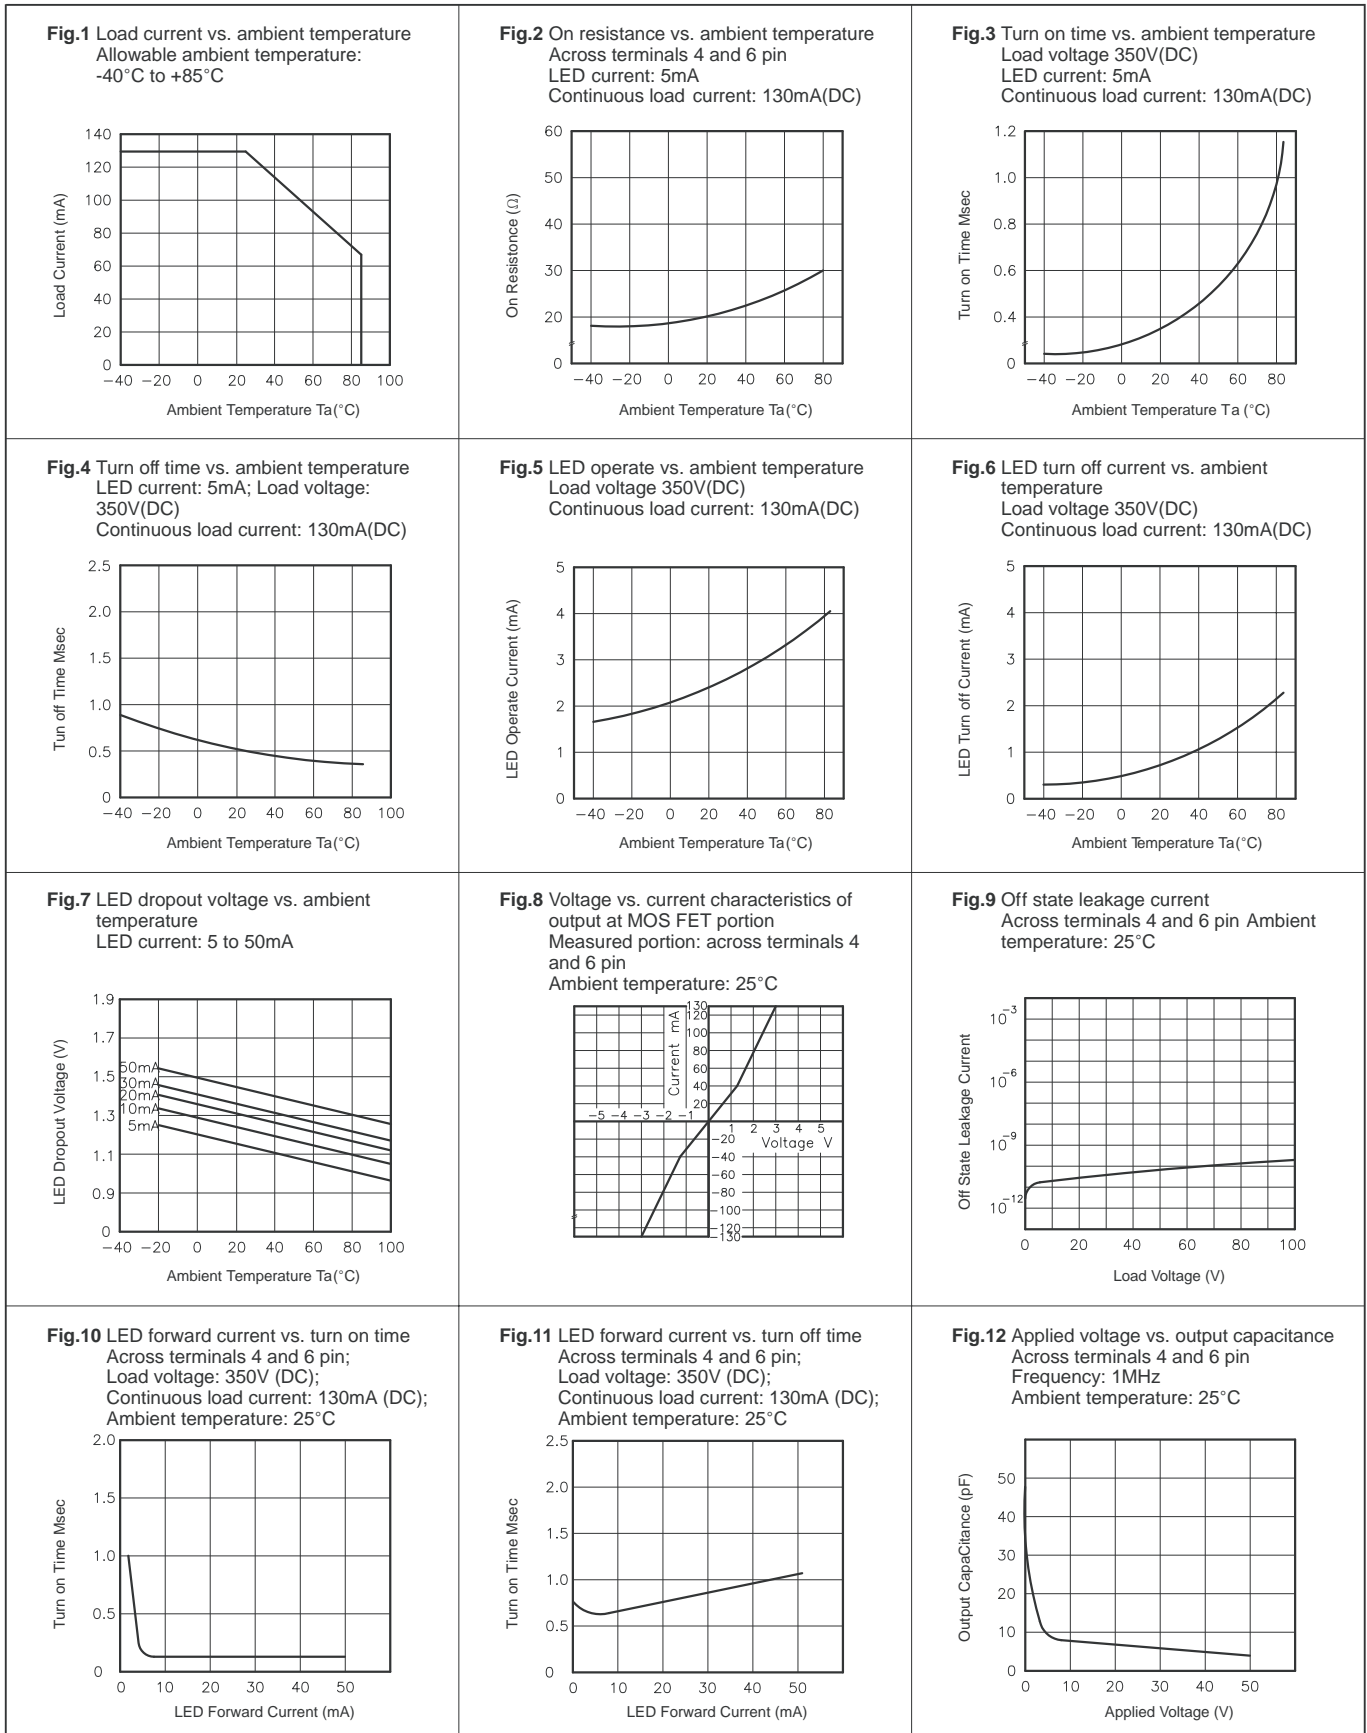 Fig.1 Load current vs. ambient temperature
Allowable ambient temperature:
-40°C to +85°C
140
120
100
80
60
40
20
0
Load Current (mA)
−40 −20 0 20 40 60 80 100
Ambient Temperature Ta(°C)
Fig.2 On resistance vs. ambient temperature
Across terminals 4 and 6 pin
LED current: 5mA
Continuous load current: 130mA(DC)
60
50
40
30
20
0
On Resistonce (Ω)
−40 −20 0 20 40 60 80
Ambient Temperature Ta(°C)
Fig.3 Turn on time vs. ambient temperature
Load voltage 350V(DC)
LED current: 5mA
Continuous load current: 130mA(DC)
1.2
1.0
0.8
0.6
0.4
0
Turn on Time Msec
−40 −20 0 20 40 60 80
Ambient Temperature Ta (°C)
Fig.4 Turn off time vs. ambient temperature
LED current: 5mA; Load voltage:
350V(DC)
Continuous load current: 130mA(DC)
2.5
2.0
1.5
1.0
0.5
0
Tun off Time Msec
−40 −20 0 20 40 60 80 100
Ambient Temperature Ta(°C)
Fig.5 LED operate vs. ambient temperature
Load voltage 350V(DC)
Continuous load current: 130mA(DC)
5
4
3
2
1
0
LED Operate Current (mA)
−40 −20 0 20 40 60 80
Ambient Temperature Ta(°C)
Fig.6 LED turn off current vs. ambient
temperature
Load voltage 350V(DC)
Continuous load current: 130mA(DC)
5
4
3
2
1
0
LED Turn off Current (mA)
−40 −20 0 20 40 60 80
Ambient Temperature Ta(°C)
Fig.7 LED dropout voltage vs. ambient
temperature
LED current: 5 to 50mA
1.9
1.7
1.5
1.3
1.1
0.9
0
LED Dropout Voltage (V)
50mA
30mA
20mA
10mA
5mA
−40 −20 0 20 40 60 80 100
Ambient Temperature Ta(°C)
Fig.8 Voltage vs. current characteristics of
output at MOS FET portion
Measured portion: across terminals 4
and 6 pin
Ambient temperature: 25°C
130
120
100
80
60
40
20
Current mA
−5 −4 −3 −2 −1
1 2 3 4 5
Voltage V
−20
−40
−60
−80
−100
−120
−130
Fig.9 Off state leakage current
Across terminals 4 and 6 pin Ambient
temperature: 25°C
10−3
10−6
10−9
10−12
Off State Leakage Current
0 20 40 60 80 100
Load Voltage (V)
Fig.10 LED forward current vs. turn on time
Across terminals 4 and 6 pin;
Load voltage: 350V (DC);
Continuous load current: 130mA (DC);
Ambient temperature: 25°C
2.0
1.5
1.0
0.5
0
Turn on Time Msec
0 10 20 30 40 50
LED Forward Current (mA)
Fig.11 LED forward current vs. turn off time
Across terminals 4 and 6 pin;
Load voltage: 350V (DC);
Continuous load current: 130mA (DC);
Ambient temperature: 25°C
2.5
2.0
1.5
1.0
0.5
0
Turn on Time Msec
0 10 20 30 40 50
LED Forward Current (mA)
Fig.12 Applied voltage vs. output capacitance
Across terminals 4 and 6 pin
Frequency: 1MHz
Ambient temperature: 25°C
50
40
30
20
10
0
Output CapaCitance (pF)
0 10 20 30 40 50
Applied Voltage (V)